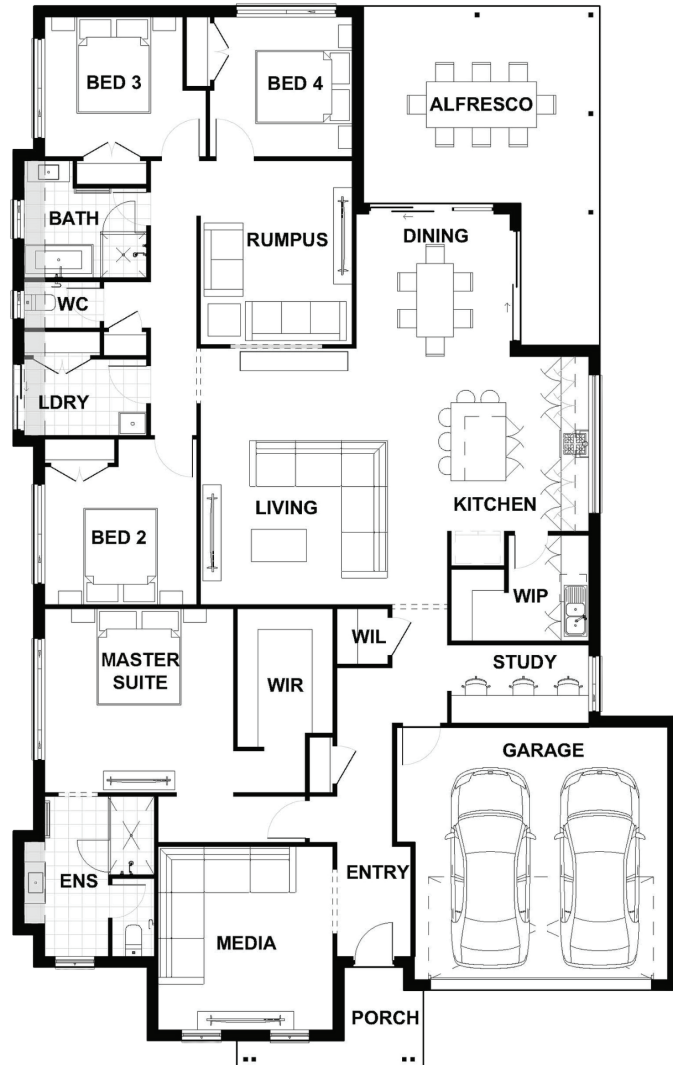 BED 3
BED 4
ALFRESCO
BATH
RUMPUS
DINING
WC
LDRY
LIVING
KITCHEN
BED 2
WIP
WIL
MASTER
SUITE
WIR
STUDY
GARAGE
ENS
ENTRY
MEDIA
PORCH